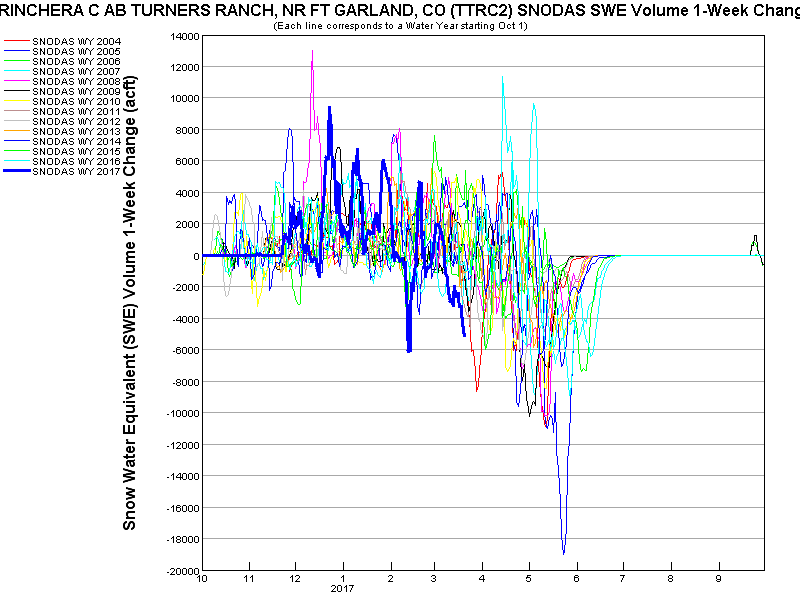 RINCHERA C AB TURNERS RANCH, NR FT GARLAND, CO (TTRC2) SNODAS SWE Volume 1-Week Chang
(Each line corresponds to a Water Year starting Oct 1)
SNODAS WY 2004
SNODAS WY 2005
SNODAS WY 2006
SNODAS WY 2007
SNODAS WY 2008
SNODAS WY 2009
SNODAS WY 2010
SNODAS WY 2011
SNODAS WY 2012
SNODAS WY 2013
SNODAS WY 2014
SNODAS WY 2015
SNODAS WY 2016
SNODAS WY 2017
Snow Water Equivalent (SWE) Volume 1-Week Change (acft)
14000
12000
10000
8000
6000
4000
2000
0
-2000
-4000
-6000
-8000
-10000
-12000
-14000
-16000
-18000
-20000
10 11 12 1 2 3 4 5 6 7 8 9
2017